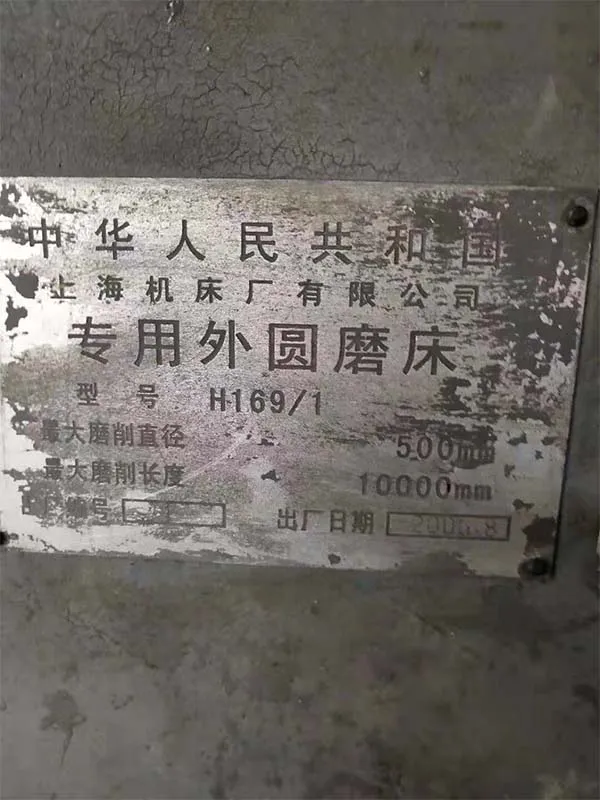 中华人民共和国
上海机床厂有限公司
专用外圆磨床
型号 H169/1
最大磨削直径 500mm
最大磨削长度 10000mm
编号 出厂日期